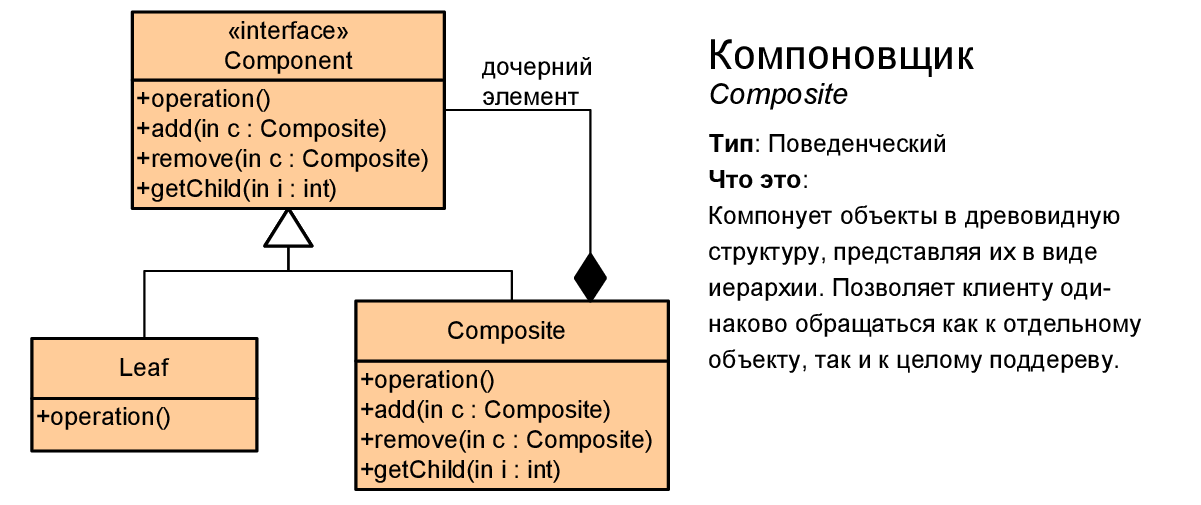 «interface»
Component
+operation()
+add(in c : Composite)
+remove(in c : Composite)
+getChild(in i : int)
дочерний
элемент
Leaf
+operation()
Composite
+operation()
+add(in c : Composite)
+remove(in c : Composite)
+getChild(in i : int)
Компоновщик
Composite
Тип: Поведенческий
Что это:
Компонует объекты в древовидную
структуру, представляя их в виде
иерархии. Позволяет клиенту оди-
наково обращаться как к отдельному
объекту, так и к целому поддереву.